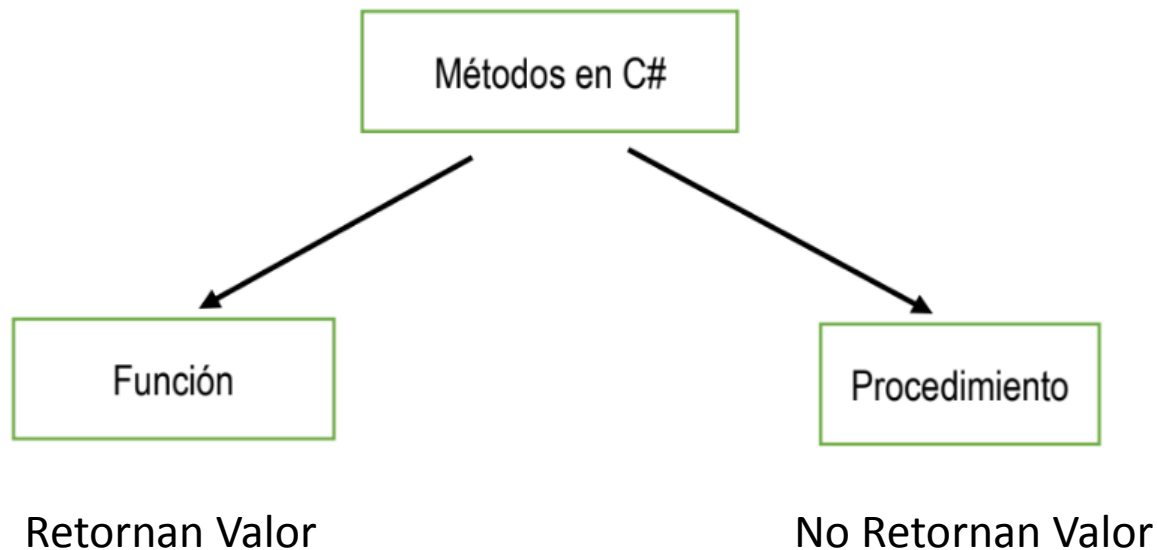 Métodos en C#
Función
Procedimiento
Retornan Valor
No Retornan Valor